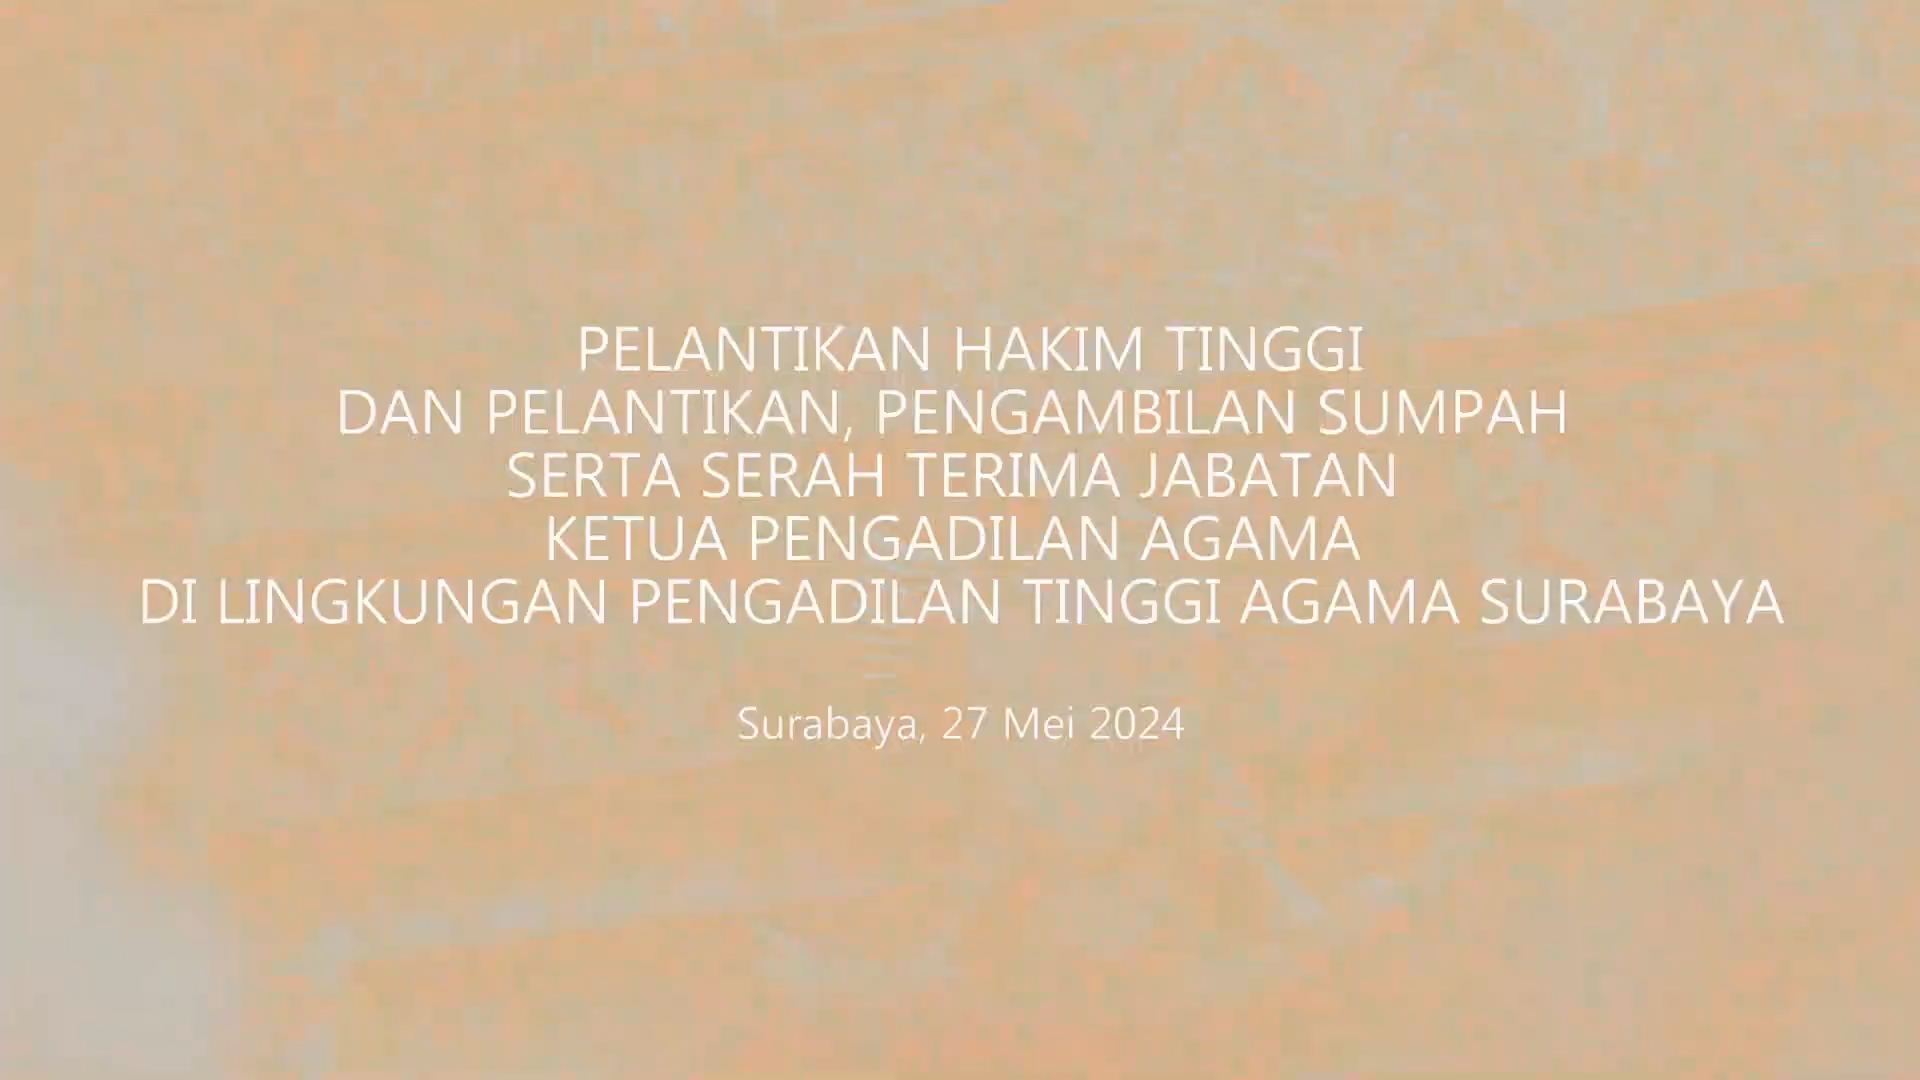 PELANTIKAN HAKIM TINGGI
DAN PELANTIKAN, PENGAMBILAN SUMPAH
SERTA SERAH TERIMA JABATAN
KETUA PENGADILAN AGAMA
DI LINGKUNGAN PENGADILAN TINGGI AGAMA SURABAYA
Surabaya, 27 Mei 2024